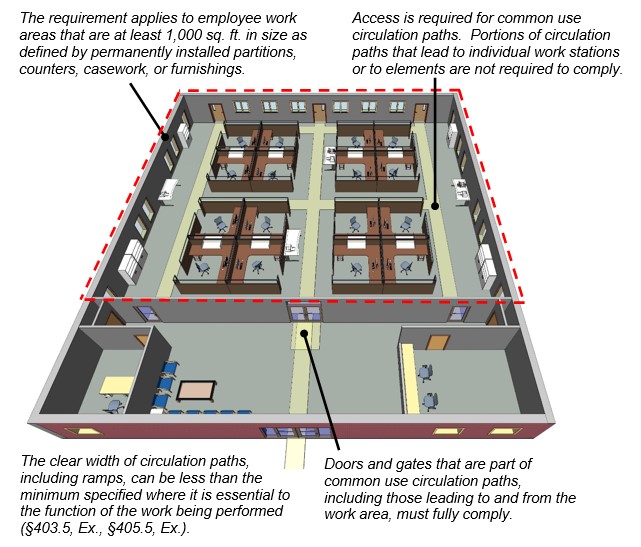 The requirement applies to employee work
areas that are at least 1,000 sq. ft. in size as
defined by permanently installed partitions,
counters, casework, or furnishings.
Access is required for common use
circulation paths.  Portions of circulation
paths that lead to individual work stations
or to elements are not required to comply.
The clear width of circulation paths,
including ramps, can be less than the
minimum specified where it is essential to
the function of the work being performed
(§403.5, Ex., §405.5, Ex.).
Doors and gates that are part of
common use circulation paths,
including those leading to and from the
work area, must fully comply.